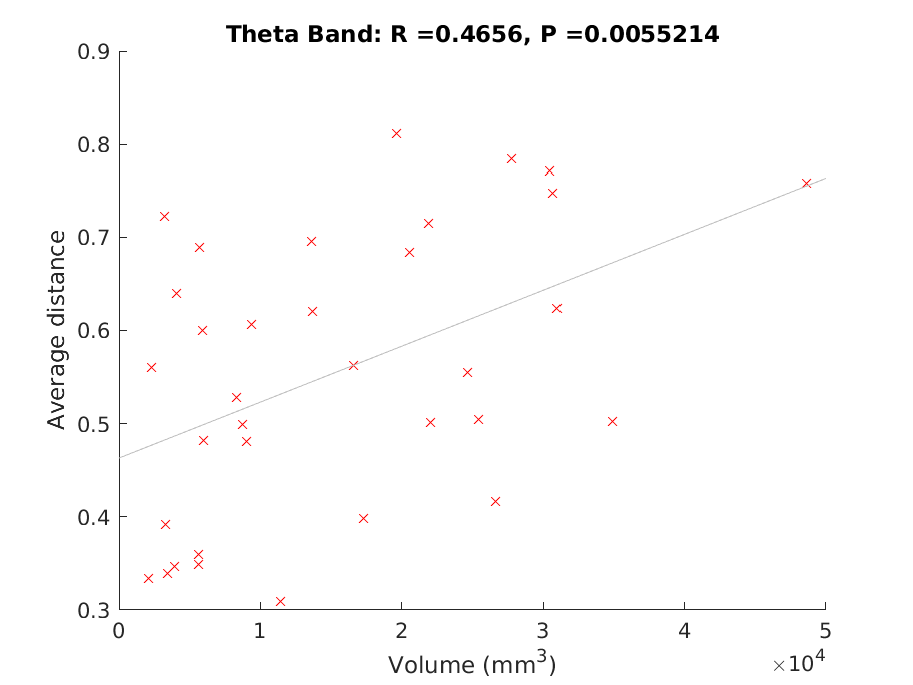 Theta Band: R =0.4656, P =0.0055214
0.9
0.8
0.7
0.6
0.5
0.4
0.3
Average distance
0 1 2 3 4 5
×10⁴
Volume (mm³)